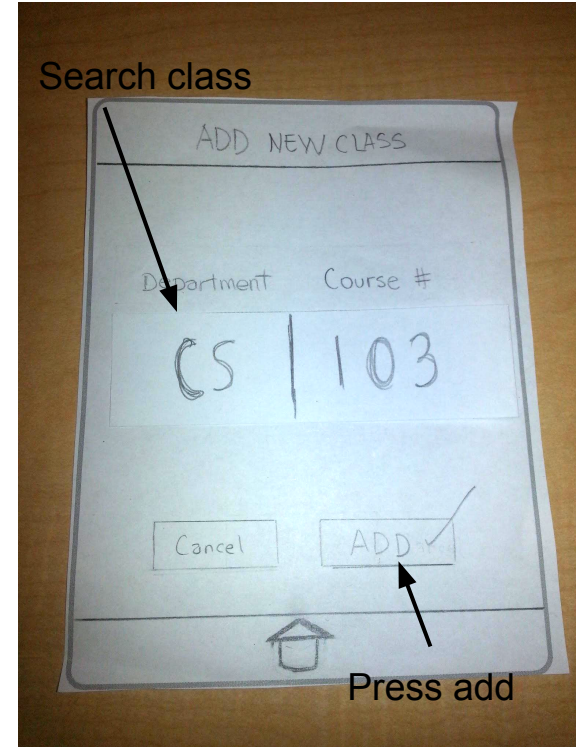 Search class
ADD NEW CLASS
Department Course #
CS | 103
Cancel ADD
Press add